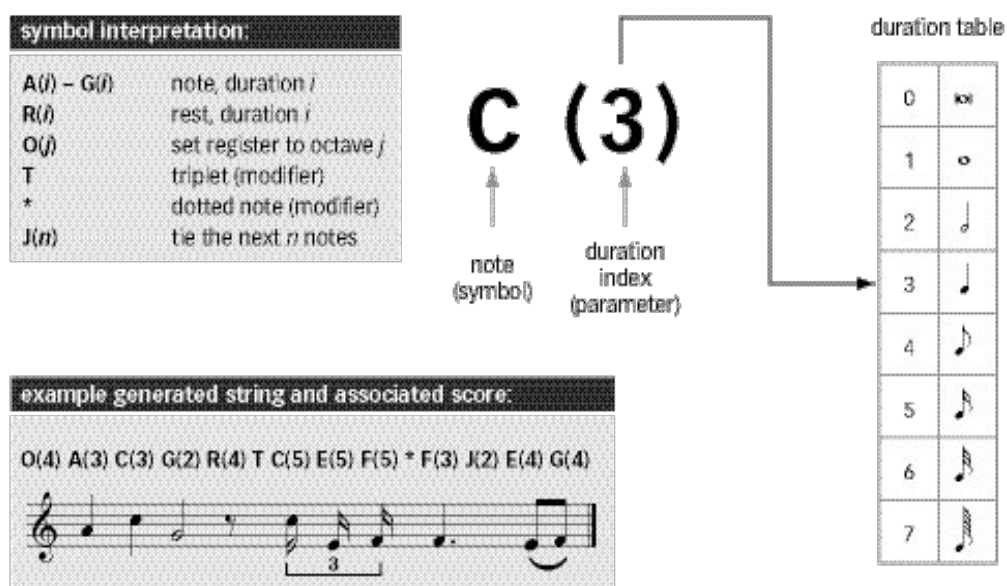 symbol interpretation:
A(i) – G(i) note, duration i
R(i) rest, duration i
O(j) set register to octave j
T triplet (modifier)
* dotted note (modifier)
J(n) tie the next n notes
C (3)
note
(symbol)
duration
index
(parameter)
duration table
0
1
2
3
4
5
6
7
example generated string and associated score:
O(4) A(3) C(3) G(2) R(4) T C(5) E(5) F(5) * F(3) J(2) E(4) G(4)
3